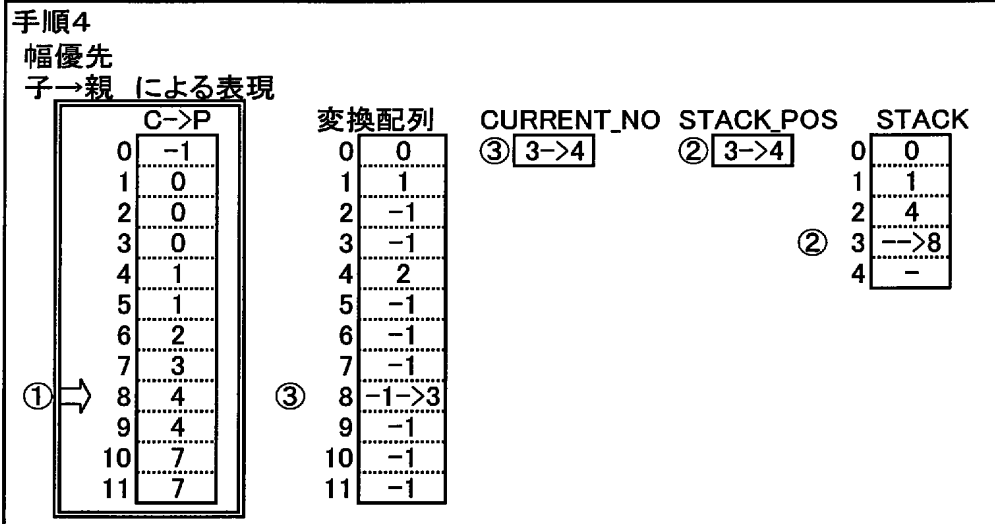 手順4
幅優先
子→親 による表現
C->P 変換配列 CURRENT_NO STACK_POS STACK
0 -1 0 0 ③ 3->4 ② 3->4 0 0
1 0 1 1 1 1
2 0 2 -1 2 4
3 0 3 -1 ② 3 -->8
4 1 4 2 4 -
5 1 5 -1
6 2 6 -1
7 3 7 -1
① 8 4 ③ 8 -1->3
9 4 9 -1
10 7 10 -1
11 7 11 -1